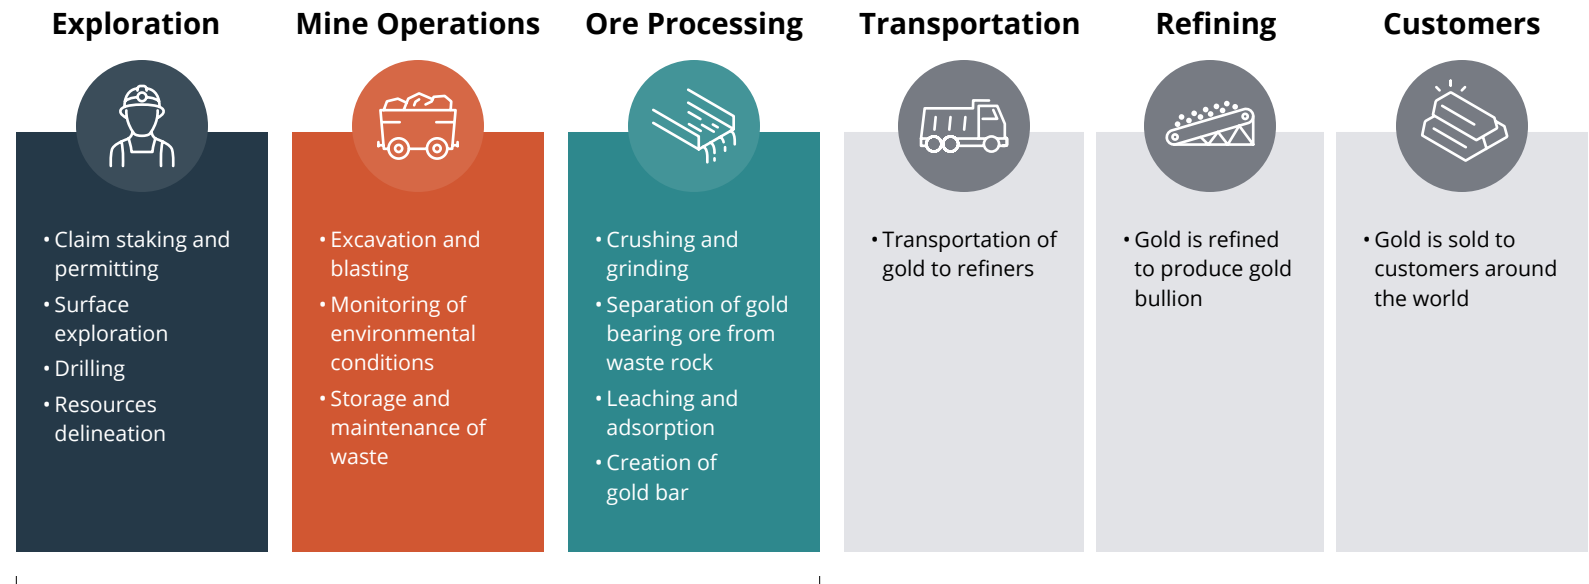 Exploration
Mine Operations
Ore Processing
Transportation
Refining
Customers
• Claim staking and
permitting
• Surface
exploration
• Drilling
• Resources
delineation
• Excavation and
blasting
• Monitoring of
environmental
conditions
• Storage and
maintenance of
waste
• Crushing and
grinding
• Separation of gold
bearing ore from
waste rock
• Leaching and
adsorption
• Creation of
gold bar
• Transportation of
gold to refiners
• Gold is refined
to produce gold
bullion
• Gold is sold to
customers around
the world